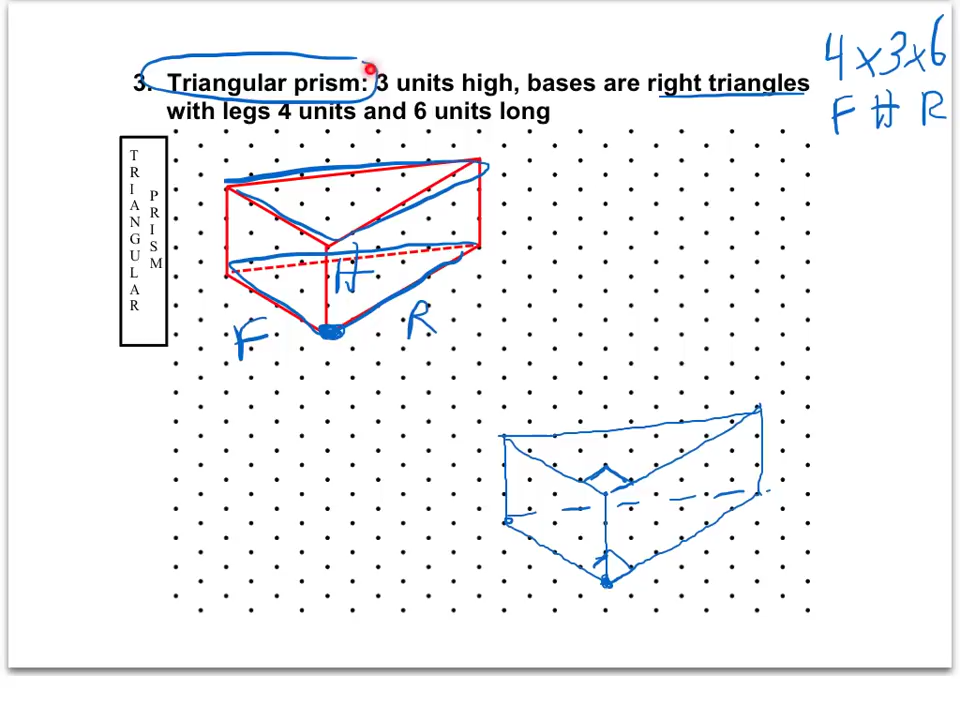 3. Triangular prism: 3 units high, bases are right triangles
with legs 4 units and 6 units long
4 x 3 x 6
F H R
TRIANGULAR
PRISM
H
F
R